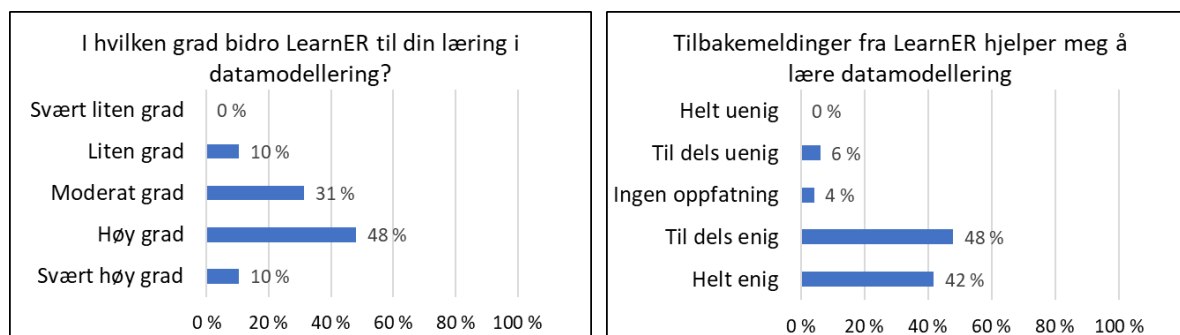 I hvilken grad bidro LearnER til din læring i
datamodellering?
Svært liten grad 0 %
Liten grad 10 %
Moderat grad 31 %
Høy grad 48 %
Svært høy grad 10 %
0 % 20 % 40 % 60 % 80 % 100 %
Tilbakemeldinger fra LearnER hjelper meg å
lære datamodellering
Helt uenig 0 %
Til dels uenig 6 %
Ingen oppfatning 4 %
Til dels enig 48 %
Helt enig 42 %
0 % 20 % 40 % 60 % 80 % 100 %